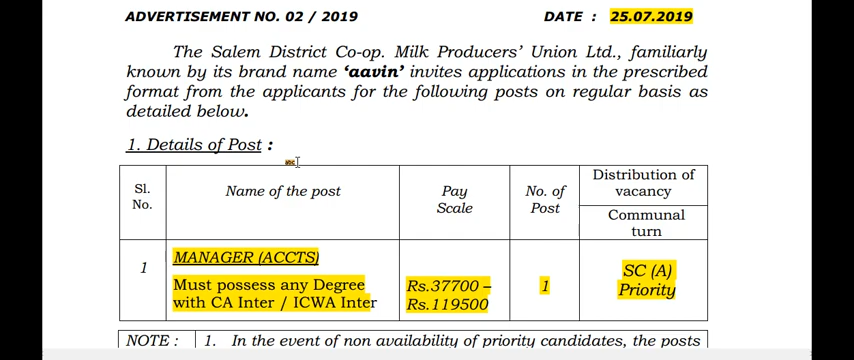 ADVERTISEMENT NO. 02 / 2019 DATE : 25.07.2019
The Salem District Co-op. Milk Producers' Union Ltd., familiarly
known by its brand name 'aavin' invites applications in the prescribed
format from the applicants for the following posts on regular basis as
detailed below.
1. Details of Post :
Sl. No. Name of the post Pay Scale No. of Post Distribution of vacancy
Communal turn
1 MANAGER (ACCTS)
Must possess any Degree
with CA Inter / ICWA Inter
Rs.37700 –
Rs.119500
1
SC (A)
Priority
NOTE : 1. In the event of non availability of priority candidates, the posts